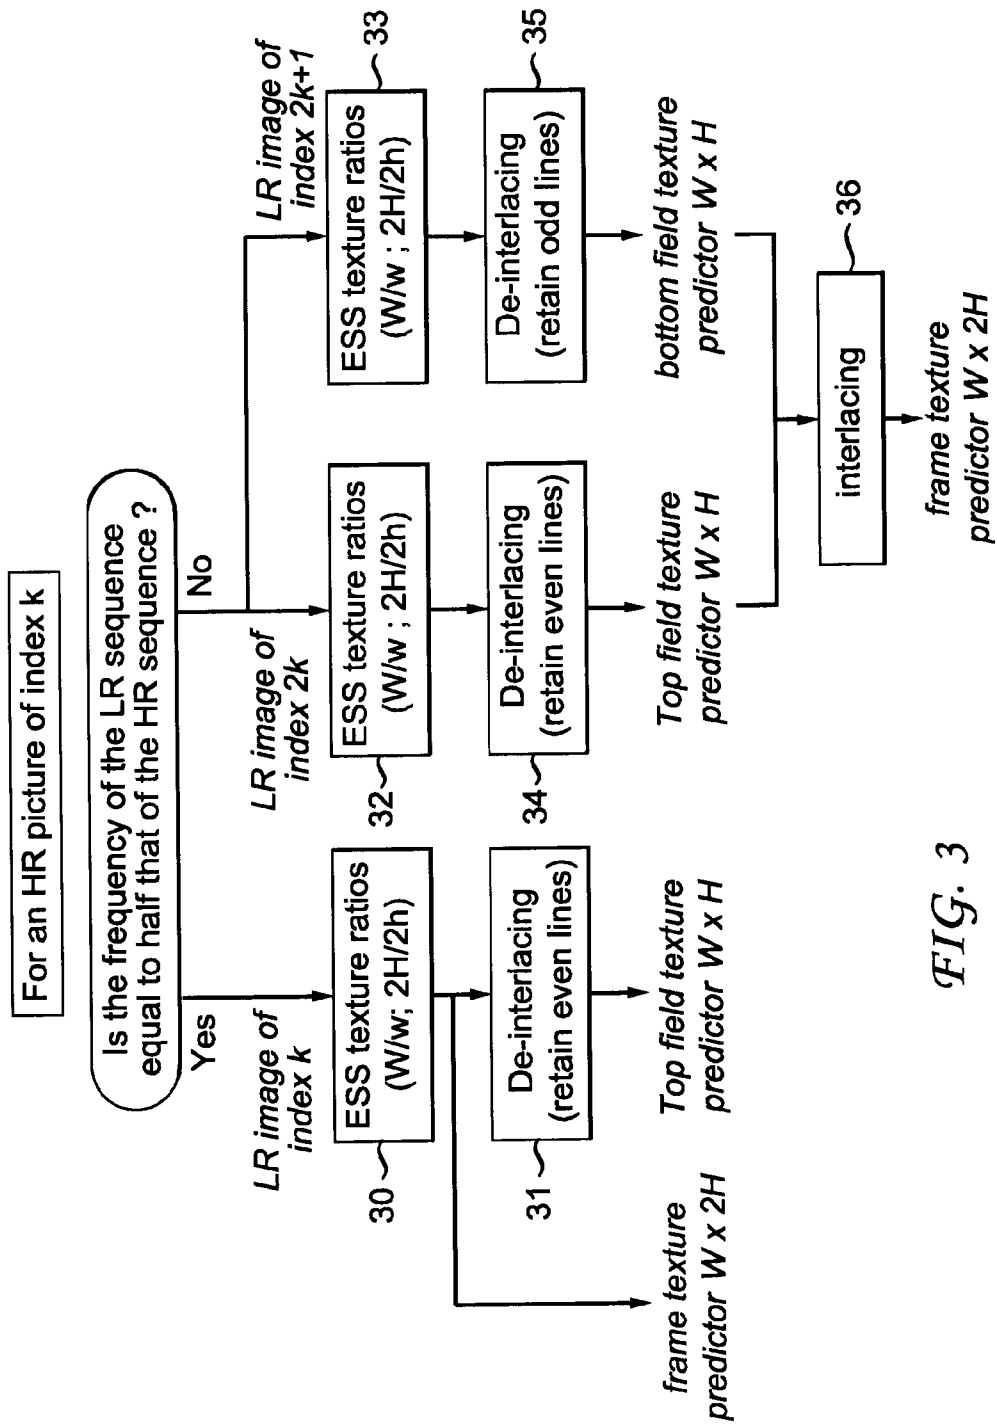 For an HR picture of index k
Is the frequency of the LR sequence
equal to half that of the HR sequence ?
Yes
No
LR image of
index k
LR image of
index 2k
LR image of
index 2k+1
30
ESS texture ratios
(W/w; 2H/2h)
32
ESS texture ratios
(W/w ; 2H/2h)
ESS texture ratios
(W/w ; 2H/2h)
33
31
De-interlacing
(retain even lines)
34
De-interlacing
(retain even lines)
De-interlacing
(retain odd lines)
35
frame texture
predictor W x 2H
Top field texture
predictor W x H
Top field texture
predictor W x H
bottom field texture
predictor W x H
interlacing
36
frame texture
predictor W x 2H
FIG. 3